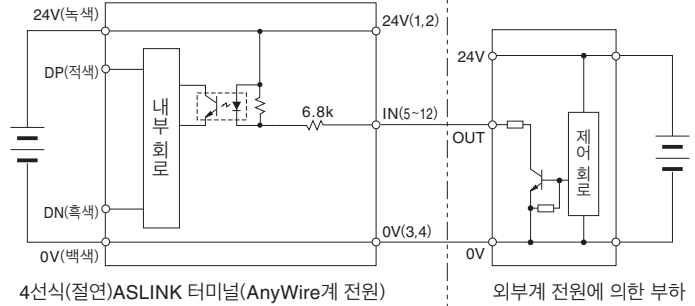 24V(녹색)
DP(적색)
내부회로
DN(흑색)
0V(백색)
6.8k
24V(1,2)
IN(5~12)
0V(3,4)
24V
OUT
제어회로
0V
4선식(절연)ASLINK 터미널(AnyWire계 전원)
외부계 전원에 의한 부하